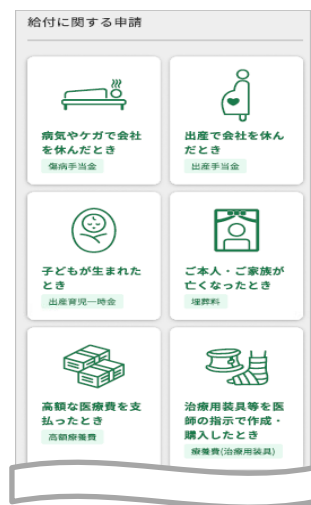 給付に関する申請
病気やケガで会社
を休んだとき
傷病手当金
出産で会社を休ん
だとき
出産手当金
子どもが生まれた
とき
出産育児一時金
ご本人・ご家族が
亡くなったとき
埋葬料
高額な医療費を支
払ったとき
高額療養費
治療用装具等を医
師の指示で作成・
購入したとき
療養費(治療用装具)